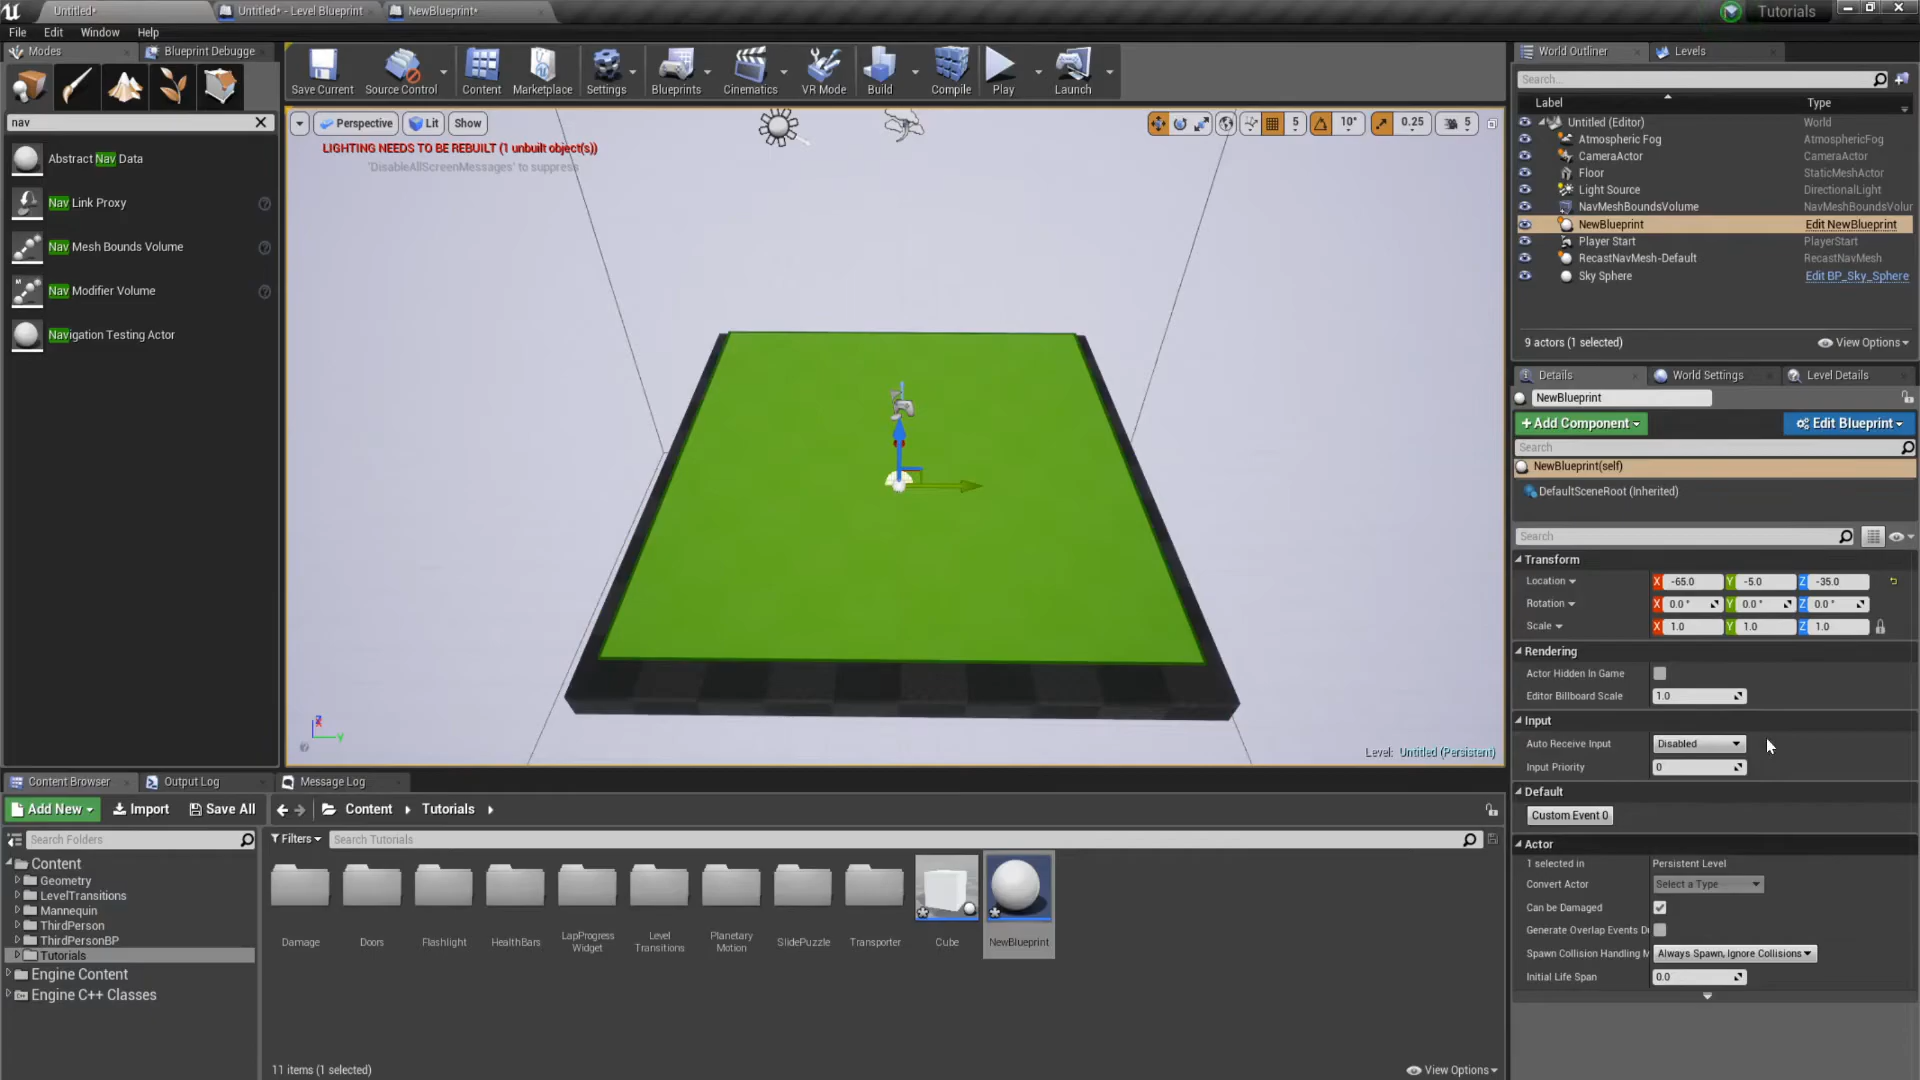 Untitled*
Untitled* - Level Blueprint
NewBlueprint*
Tutorials
File Edit Window Help
Modes
Blueprint Debugge
nav
Abstract Nav Data
Nav Link Proxy
Nav Mesh Bounds Volume
Nav Modifier Volume
Navigation Testing Actor
Save Current Source Control Content Marketplace Settings Blueprints Cinematics VR Mode Build Compile Play Launch
Perspective Lit Show
5 10° 0.25 5
LIGHTING NEEDS TO BE REBUILT (1 unbuilt object(s))
'DisableAllScreenMessages' to suppress
Level: Untitled (Persistent)
World Outliner Levels
Search...
Label Type
Untitled (Editor) World
Atmospheric Fog AtmosphericFog
CameraActor CameraActor
Floor StaticMeshActor
Light Source DirectionalLight
NavMeshBoundsVolume NavMeshBoundsVolur
NewBlueprint Edit NewBlueprint
Player Start PlayerStart
RecastNavMesh-Default RecastNavMesh
Sky Sphere Edit BP_Sky_Sphere
9 actors (1 selected) View Options
Details World Settings Level Details
NewBlueprint
+Add Component Edit Blueprint
Search
NewBlueprint(self)
DefaultSceneRoot (Inherited)
Search
Transform
Location X -65.0 Y -5.0 Z -35.0
Rotation X 0.0 ° Y 0.0 ° Z 0.0 °
Scale X 1.0 Y 1.0 Z 1.0
Rendering
Actor Hidden In Game
Editor Billboard Scale 1.0
Input
Auto Receive Input Disabled
Input Priority 0
Default
Custom Event 0
Actor
1 selected in Persistent Level
Convert Actor Select a Type
Can be Damaged
Generate Overlap Events D
Spawn Collision Handling M Always Spawn, Ignore Collisions
Initial Life Span 0.0
Content Browser Output Log Message Log
Add New Import Save All Content Tutorials
Search Folders
Filters Search Tutorials
Content
Geometry
LevelTransitions
Mannequin
ThirdPerson
ThirdPersonBP
Tutorials
Engine Content
Engine C++ Classes
Damage Doors Flashlight HealthBars LapProgress Level Planetary SlidePuzzle Transporter Cube NewBlueprint
Widget Transitions Motion
11 items (1 selected) View Options